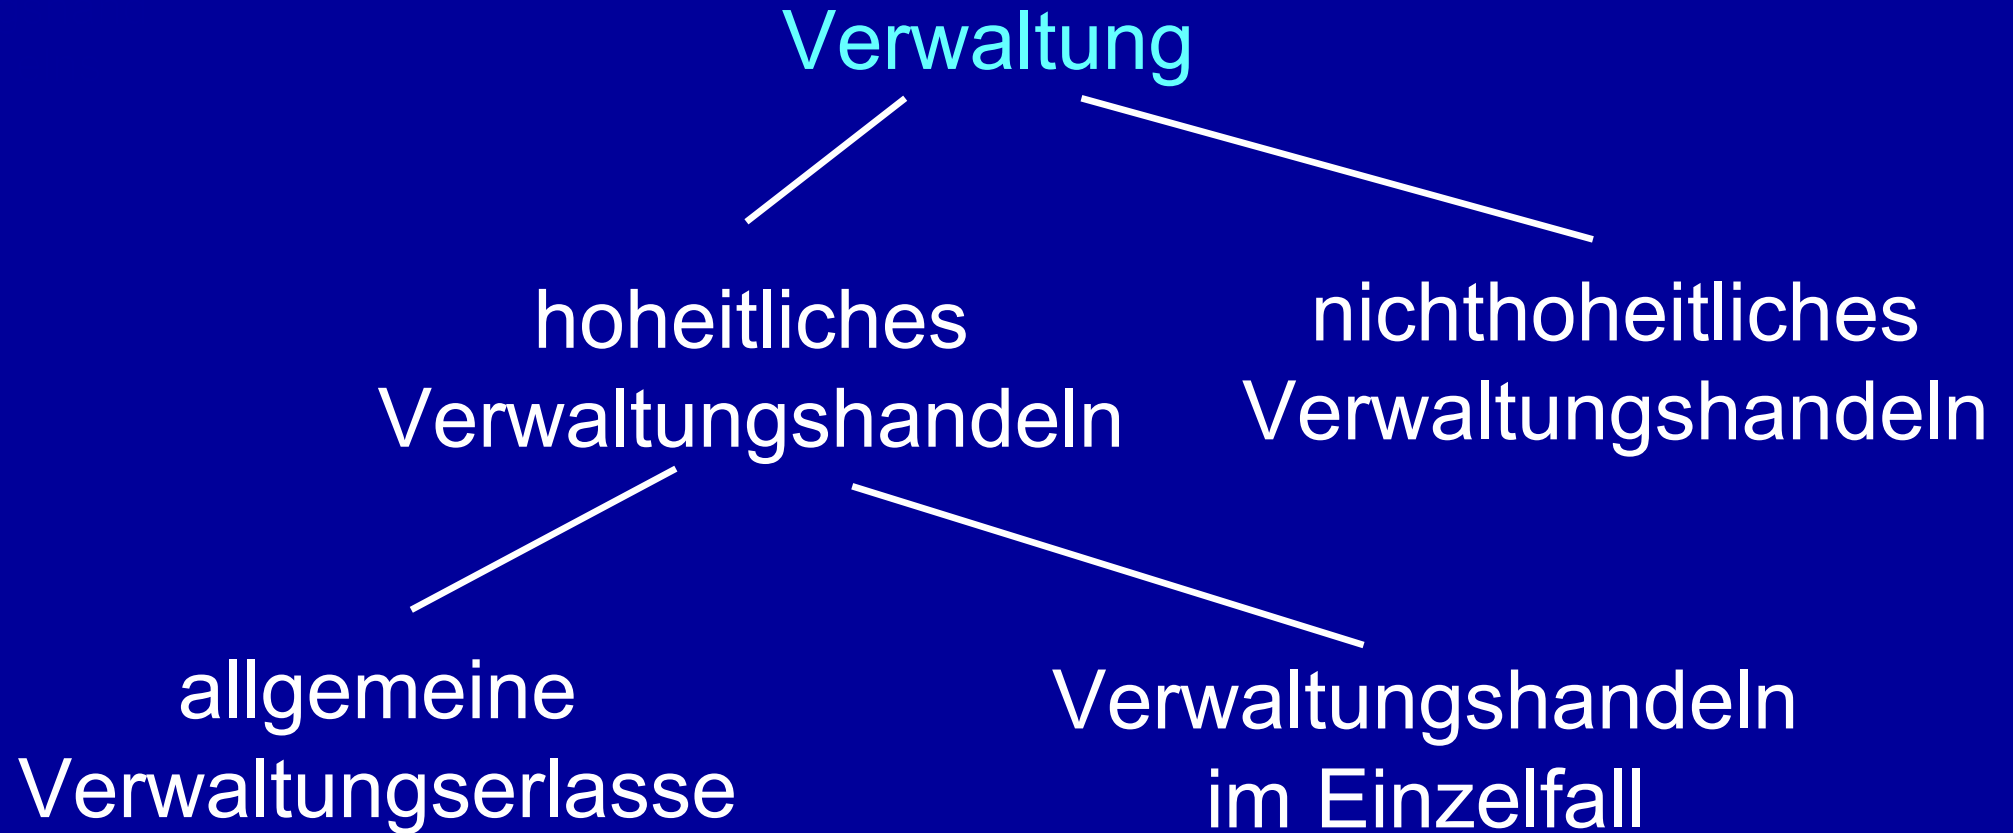 Verwaltung
hoheitliches
Verwaltungshandeln
nichthoheitliches
Verwaltungshandeln
allgemeine
Verwaltungserlasse
Verwaltungshandeln
im Einzelfall